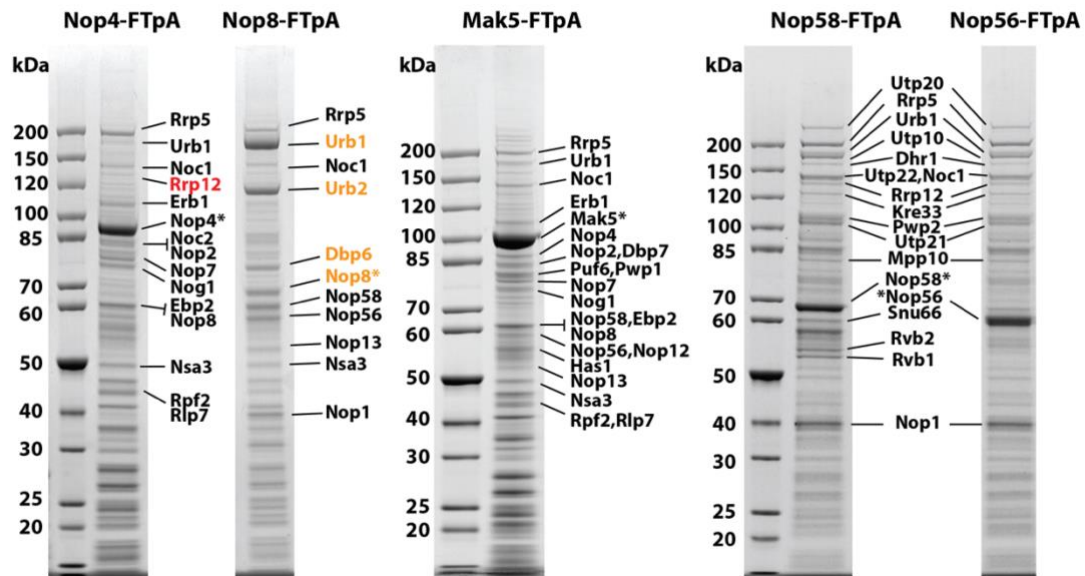 Nop4-FTpA
Nop8-FTpA
Mak5-FTpA
Nop58-FTpA
Nop56-FTpA
kDa
200
150
120
100
85
70
60
50
40
30
25
20
Rrp5
Urb1
Noc1
Rrp12
Erb1
Nop4*
Noc2
Nop2
Nop7
Nog1
Ebp2
Nop8
Nsa3
Rpf2
Rlp7
Rrp5
Urb1
Noc1
Urb2
Dbp6
Nop8*
Nop58
Nop56
Nop13
Nsa3
Nop1
kDa
200
150
120
100
85
70
60
50
40
30
25
20
Rrp5
Urb1
Noc1
Erb1
Mak5*
Nop4
Nop2,Dbp7
Puf6,Pwp1
Nop7
Nog1
Nop58,Ebp2
Nop8
Nop56,Nop12
Has1
Nop13
Nsa3
Rpf2,Rlp7
kDa
200
150
120
100
85
70
60
50
40
30
25
20
Utp20
Rrp5
Urb1
Utp10
Dhr1
Utp22,Noc1
Rrp12
Kre33
Pwp2
Utp21
Mpp10
Nop58*
*Nop56
Snu66
Rvb2
Rvb1
Nop1